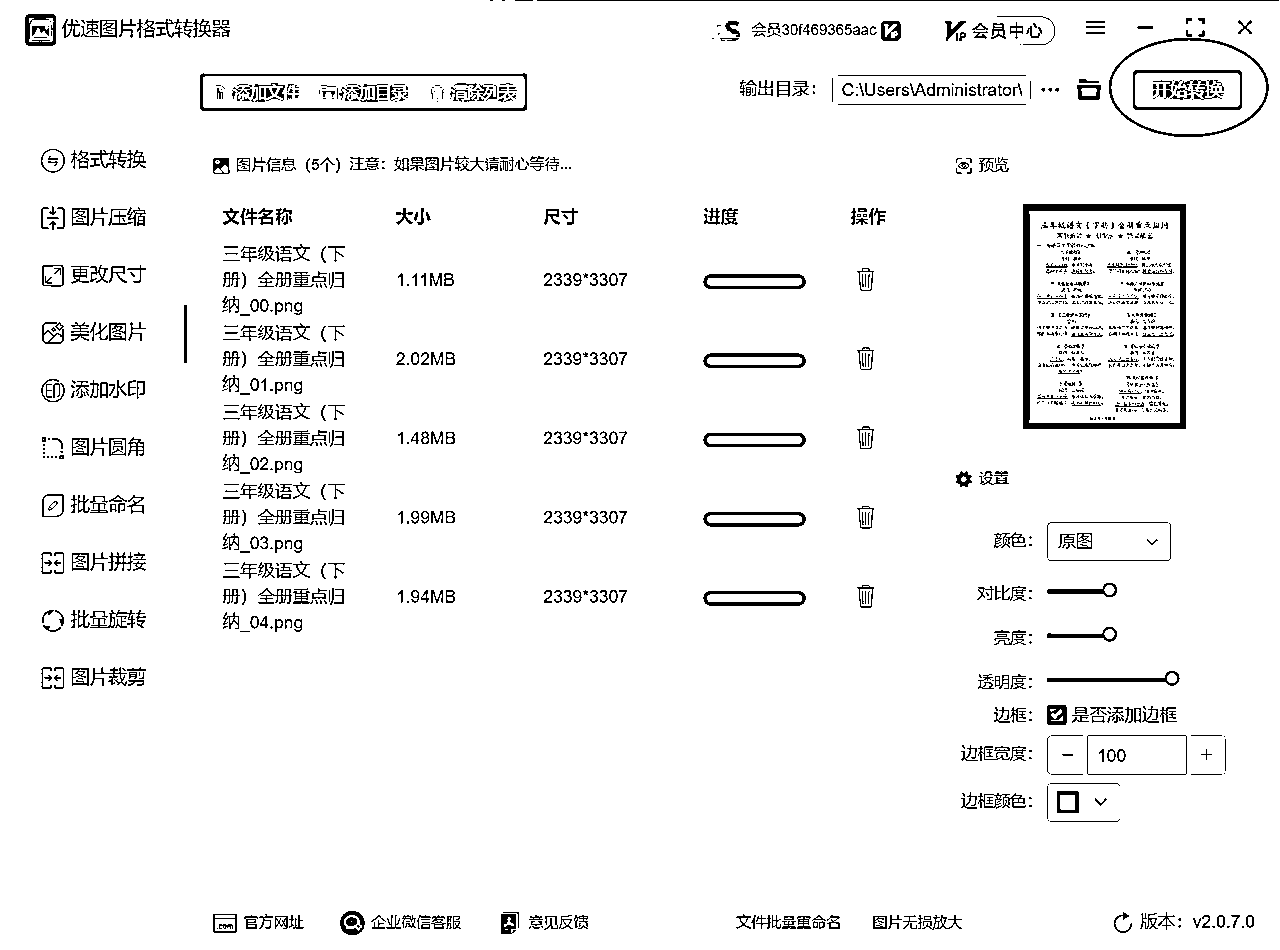 优速图片格式转换器
会员30f469365aac
VIP 会员中心
添加文件 添加目录 清除列表
输出目录： C:\Users\Administrator\ ··· 开始转换
格式转换
图片压缩
更改尺寸
美化图片
添加水印
图片圆角
批量命名
图片拼接
批量旋转
图片裁剪
图片信息（5个）注意：如果图片较大请耐心等待...
文件名称 大小 尺寸 进度 操作
三年级语文（下
册）全册重点归
纳_00.png
1.11MB 2339*3307
三年级语文（下
册）全册重点归
纳_01.png
2.02MB 2339*3307
三年级语文（下
册）全册重点归
纳_02.png
1.48MB 2339*3307
三年级语文（下
册）全册重点归
纳_03.png
1.99MB 2339*3307
三年级语文（下
册）全册重点归
纳_04.png
1.94MB 2339*3307
预览
设置
颜色： 原图
对比度：
亮度：
透明度：
边框： 是否添加边框
边框宽度： − 100 +
边框颜色：
.com 官方网址 企业微信客服 意见反馈 文件批量重命名 图片无损放大 版本：v2.0.7.0